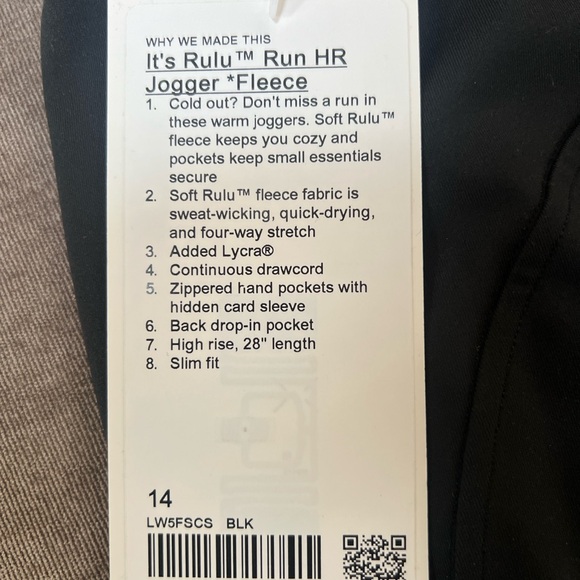 WHY WE MADE THIS
It's Rulu™ Run HR
Jogger *Fleece
1. Cold out? Don't miss a run in
these warm joggers. Soft Rulu™
fleece keeps you cozy and
pockets keep small essentials
secure
2. Soft Rulu™ fleece fabric is
sweat-wicking, quick-drying,
and four-way stretch
3. Added Lycra®
4. Continuous drawcord
5. Zippered hand pockets with
hidden card sleeve
6. Back drop-in pocket
7. High rise, 28" length
8. Slim fit
14
LW5FSCS BLK